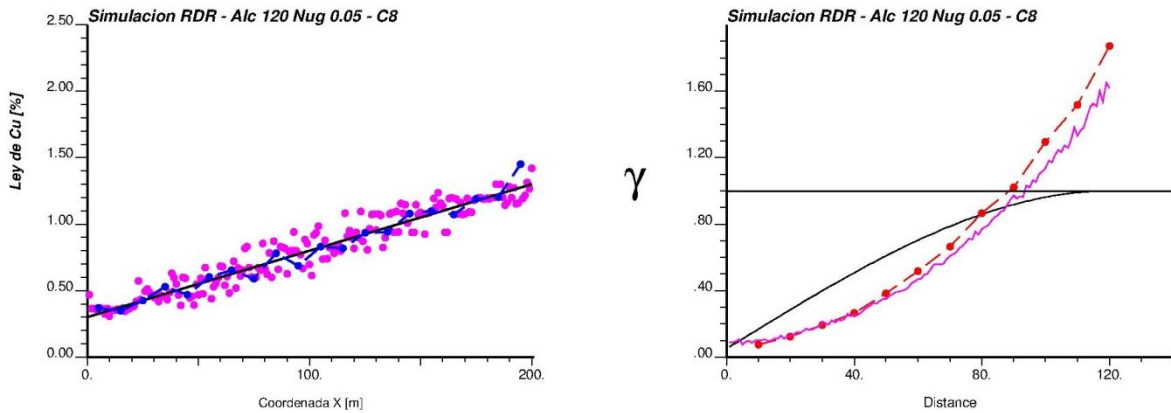 Simulacion RDR - Alc 120 Nug 0.05 - C8
Ley de Cu [%]
2.50
2.00
1.50
1.00
0.50
0.00
0. 100. 200.
Coordenada X [m]
Simulacion RDR - Alc 120 Nug 0.05 - C8
γ
1.60
1.20
.80
.40
.00
0. 40. 80. 120.
Distance